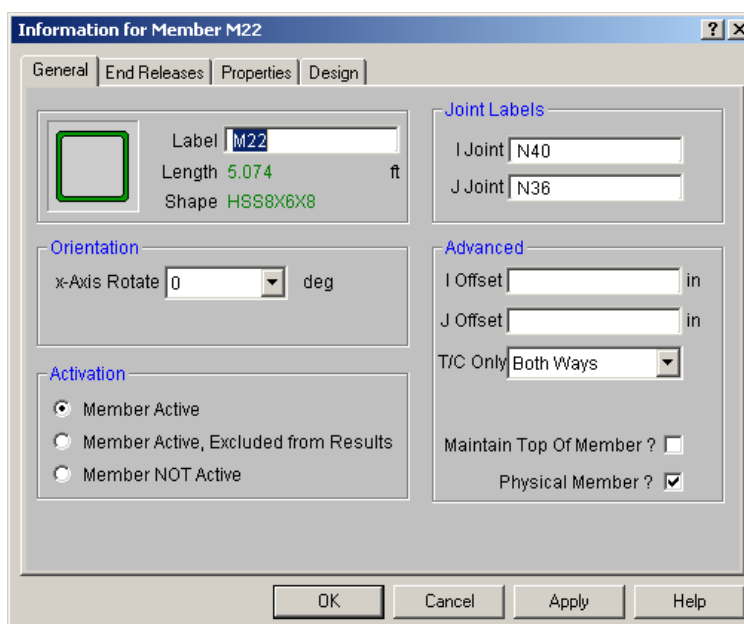 Information for Member M22
General End Releases Properties Design
Label M22
Length 5.074 ft
Shape HSS8X6X8
Joint Labels
I Joint N40
J Joint N36
Orientation
x-Axis Rotate 0 deg
Advanced
I Offset in
J Offset in
T/C Only Both Ways
Activation
Member Active
Member Active, Excluded from Results
Member NOT Active
Maintain Top Of Member ?
Physical Member ?
OK Cancel Apply Help